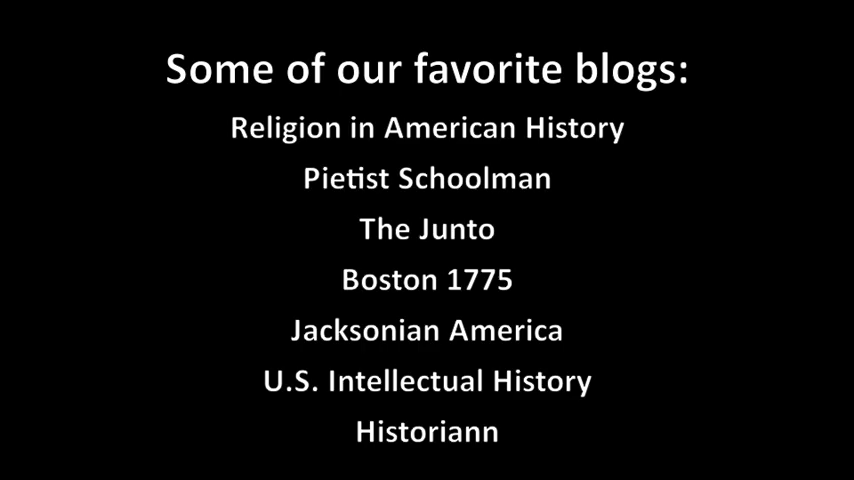 Some of our favorite blogs:
Religion in American History
Pietist Schoolman
The Junto
Boston 1775
Jacksonian America
U.S. Intellectual History
Historiann